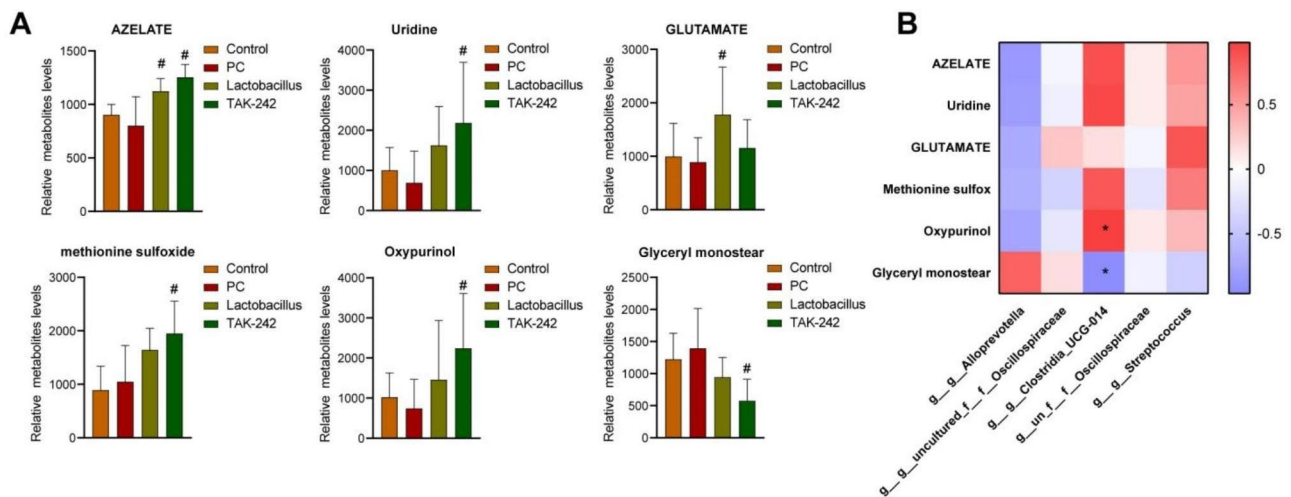 A
AZELATE
Relative metabolites levels
1500
1000
500
0
#
#
Control
PC
Lactobacillus
TAK-242
Uridine
Relative metabolites levels
4000
3000
2000
1000
0
#
Control
PC
Lactobacillus
TAK-242
GLUTAMATE
Relative metabolites levels
3000
2000
1000
0
#
Control
PC
Lactobacillus
TAK-242
methionine sulfoxide
Relative metabolites levels
3000
2000
1000
0
#
Control
PC
Lactobacillus
TAK-242
Oxypurinol
Relative metabolites levels
4000
3000
2000
1000
0
#
Control
PC
Lactobacillus
TAK-242
Glyceryl monostear
Relative metabolites levels
2500
2000
1500
1000
500
0
#
Control
PC
Lactobacillus
TAK-242
B
AZELATE
Uridine
GLUTAMATE
Methionine sulfox
Oxypurinol
*
Glyceryl monostear
*
g__g__Alloprevotella
g__g__uncultured_f__f__Oscillospiraceae
g__g__Clostridia_UCG-014
g__un_f__f__Oscillospiraceae
g__g__Streptococcus
0.5
0
-0.5